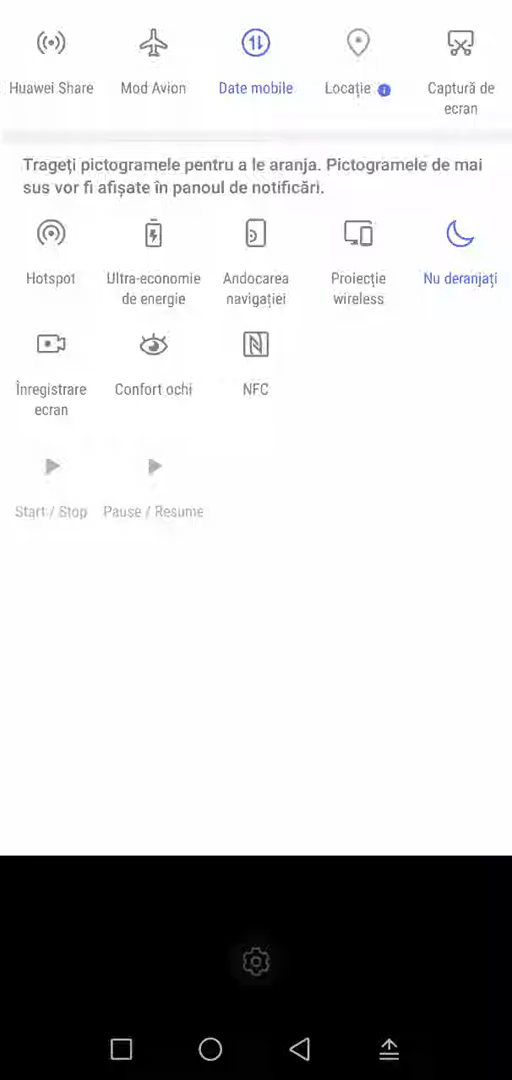 Huawei Share Mod Avion Date mobile Locație Captură de
ecran
Trageți pictogramele pentru a le aranja. Pictogramele de mai
sus vor fi afișate în panoul de notificări.
Hotspot Ultra-economie Andocarea Proiecție Nu deranjați
de energie navigației wireless
Înregistrare Confort ochi NFC
ecran
Start / Stop Pause / Resume